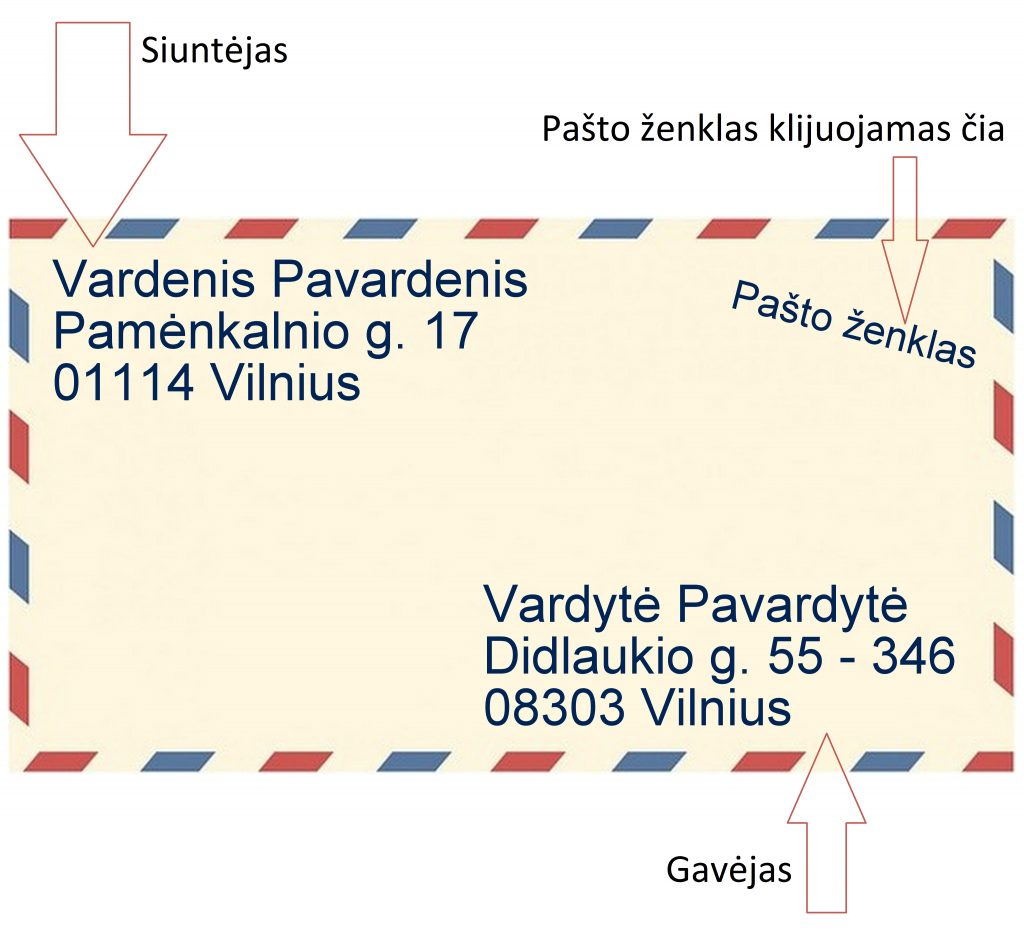 Siuntėjas
Pašto ženklas klijuojamas čia
Vardenis Pavardenis
Pamėnkalnio g. 17
01114 Vilnius
Pašto ženklas
Vardytė Pavardytė
Didlaukio g. 55 - 346
08303 Vilnius
Gavėjas